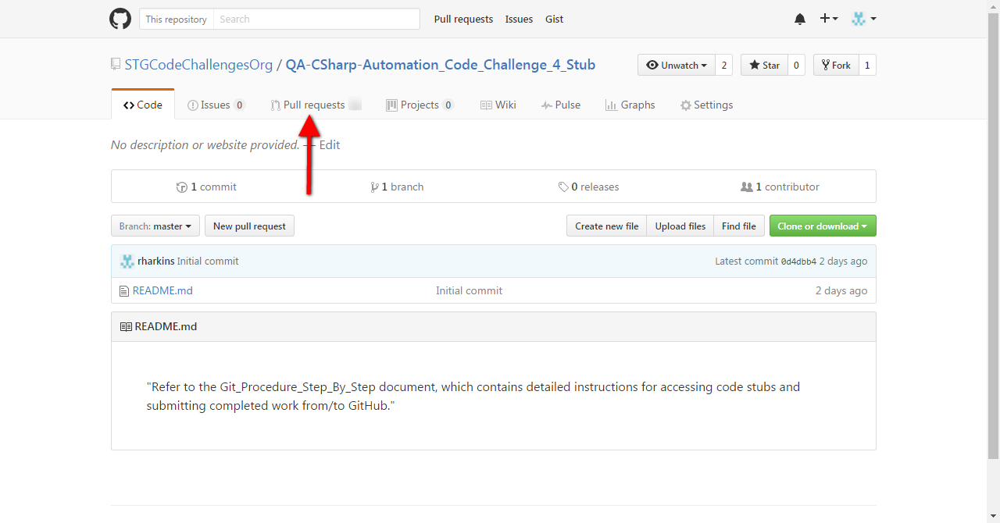 This repository Search Pull requests Issues Gist
STGCodeChallengesOrg / QA-CSharp-Automation_Code_Challenge_4_Stub Unwatch 2 Star 0 Fork 1
Code Issues 0 Pull requests Projects 0 Wiki Pulse Graphs Settings
No description or website provided. — Edit
1 commit 1 branch 0 releases 1 contributor
Branch: master New pull request Create new file Upload files Find file Clone or download
rharkins Initial commit Latest commit 0d4dbb4 2 days ago
README.md Initial commit 2 days ago
README.md
"Refer to the Git_Procedure_Step_By_Step document, which contains detailed instructions for accessing code stubs and
submitting completed work from/to GitHub."